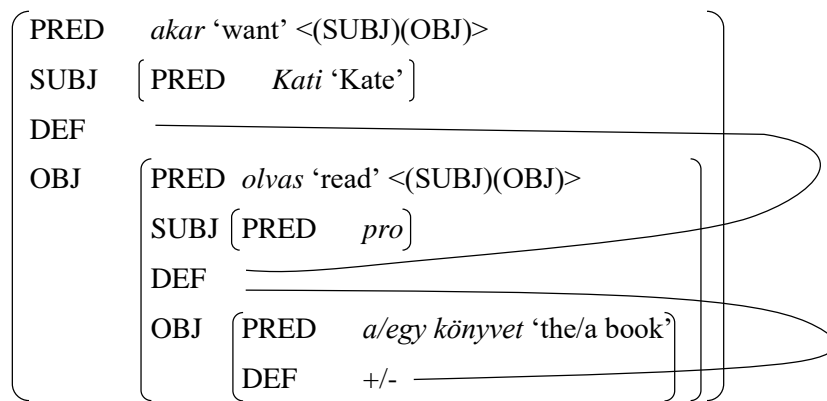 PRED akar ‘want’ <(SUBJ)(OBJ)>
SUBJ PRED Kati ‘Kate’
DEF
OBJ PRED olvas ‘read’ <(SUBJ)(OBJ)>
SUBJ PRED pro
DEF
OBJ PRED a/egy könyvet ‘the/a book’
DEF +/-